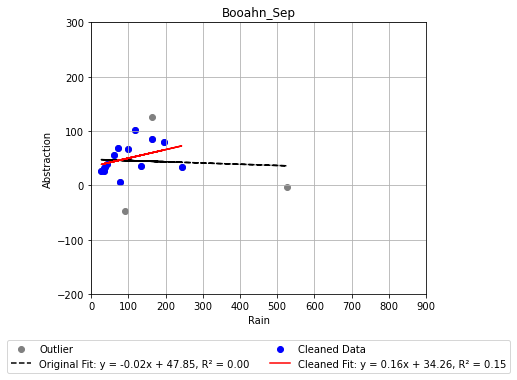 Booahn_Sep
300
200
100
0
−100
−200
Abstraction
0 100 200 300 400 500 600 700 800 900
Rain
Outlier
Original Fit: y = -0.02x + 47.85, R² = 0.00
Cleaned Data
Cleaned Fit: y = 0.16x + 34.26, R² = 0.15